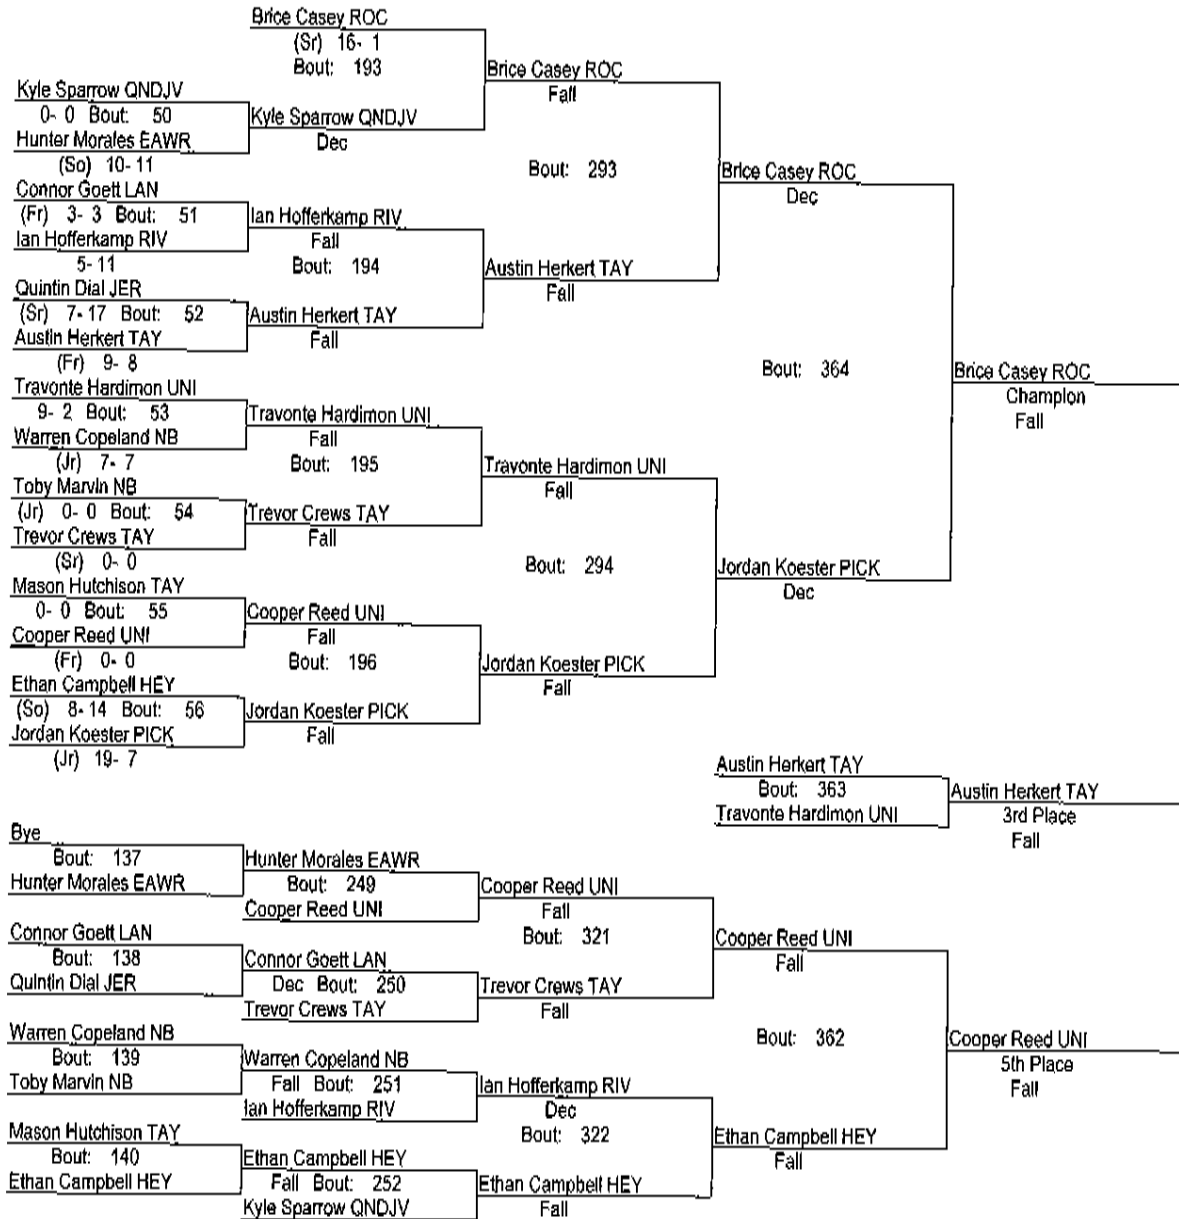 Brice Casey ROC
(Sr) 16- 1
Bout: 193
Brice Casey ROC
Fall
Kyle Sparrow QNDJV
0- 0 Bout: 50
Kyle Sparrow QNDJV
Dec
Hunter Morales EAWR
(So) 10- 11
Bout: 293
Brice Casey ROC
Dec
Connor Goett LAN
(Fr) 3- 3 Bout: 51
Ian Hofferkamp RIV
Fall
Ian Hofferkamp RIV
5- 11
Bout: 194
Austin Herkert TAY
Fall
Quintin Dial JER
(Sr) 7- 17 Bout: 52
Austin Herkert TAY
Fall
Austin Herkert TAY
(Fr) 9- 8
Bout: 364
Brice Casey ROC
Champion
Fall
Travonte Hardimon UNI
9- 2 Bout: 53
Travonte Hardimon UNI
Fall
Warren Copeland NB
(Jr) 7- 7
Bout: 195
Travonte Hardimon UNI
Fall
Toby Marvin NB
(Jr) 0- 0 Bout: 54
Trevor Crews TAY
Fall
Trevor Crews TAY
(Sr) 0- 0
Bout: 294
Jordan Koester PICK
Dec
Mason Hutchison TAY
0- 0 Bout: 55
Cooper Reed UNI
Fall
Cooper Reed UNI
(Fr) 0- 0
Bout: 196
Jordan Koester PICK
Fall
Ethan Campbell HEY
(So) 8- 14 Bout: 56
Jordan Koester PICK
Fall
Jordan Koester PICK
(Jr) 19- 7
Austin Herkert TAY
Bout: 363
Austin Herkert TAY
Travonte Hardimon UNI
3rd Place
Fall
Bye
Bout: 137
Hunter Morales EAWR
Hunter Morales EAWR
Bout: 249
Cooper Reed UNI
Cooper Reed UNI
Fall
Bout: 321
Cooper Reed UNI
Fall
Connor Goett LAN
Bout: 138
Quintin Dial JER
Connor Goett LAN
Dec Bout: 250
Trevor Crews TAY
Trevor Crews TAY
Fall
Bout: 362
Cooper Reed UNI
5th Place
Fall
Warren Copeland NB
Bout: 139
Toby Marvin NB
Warren Copeland NB
Fall Bout: 251
Ian Hofferkamp RIV
Ian Hofferkamp RIV
Dec
Bout: 322
Ethan Campbell HEY
Fall
Mason Hutchison TAY
Bout: 140
Ethan Campbell HEY
Ethan Campbell HEY
Fall Bout: 252
Kyle Sparrow QNDJV
Ethan Campbell HEY
Fall